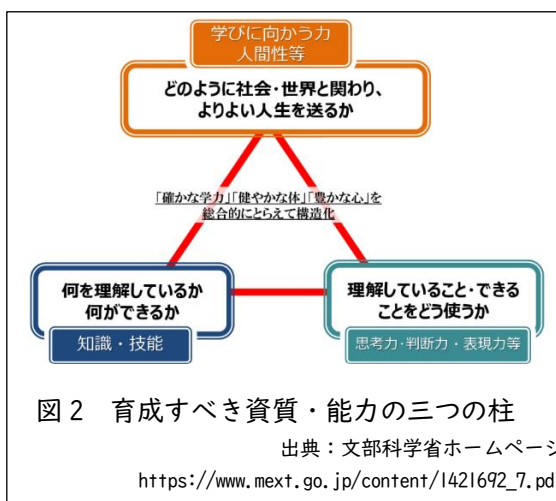 学びに向かう力
人間性等
どのように社会・世界と関わり、
よりよい人生を送るか
「確かな学力」「健やかな体」「豊かな心」を
総合的にとらえて構造化
何を理解しているか
何ができるか
知識・技能
理解していること・できる
ことをどう使うか
思考力・判断力・表現力等
図2 育成すべき資質・能力の三つの柱
出典：文部科学省ホームページ
https://www.mext.go.jp/content/1421692_7.pd